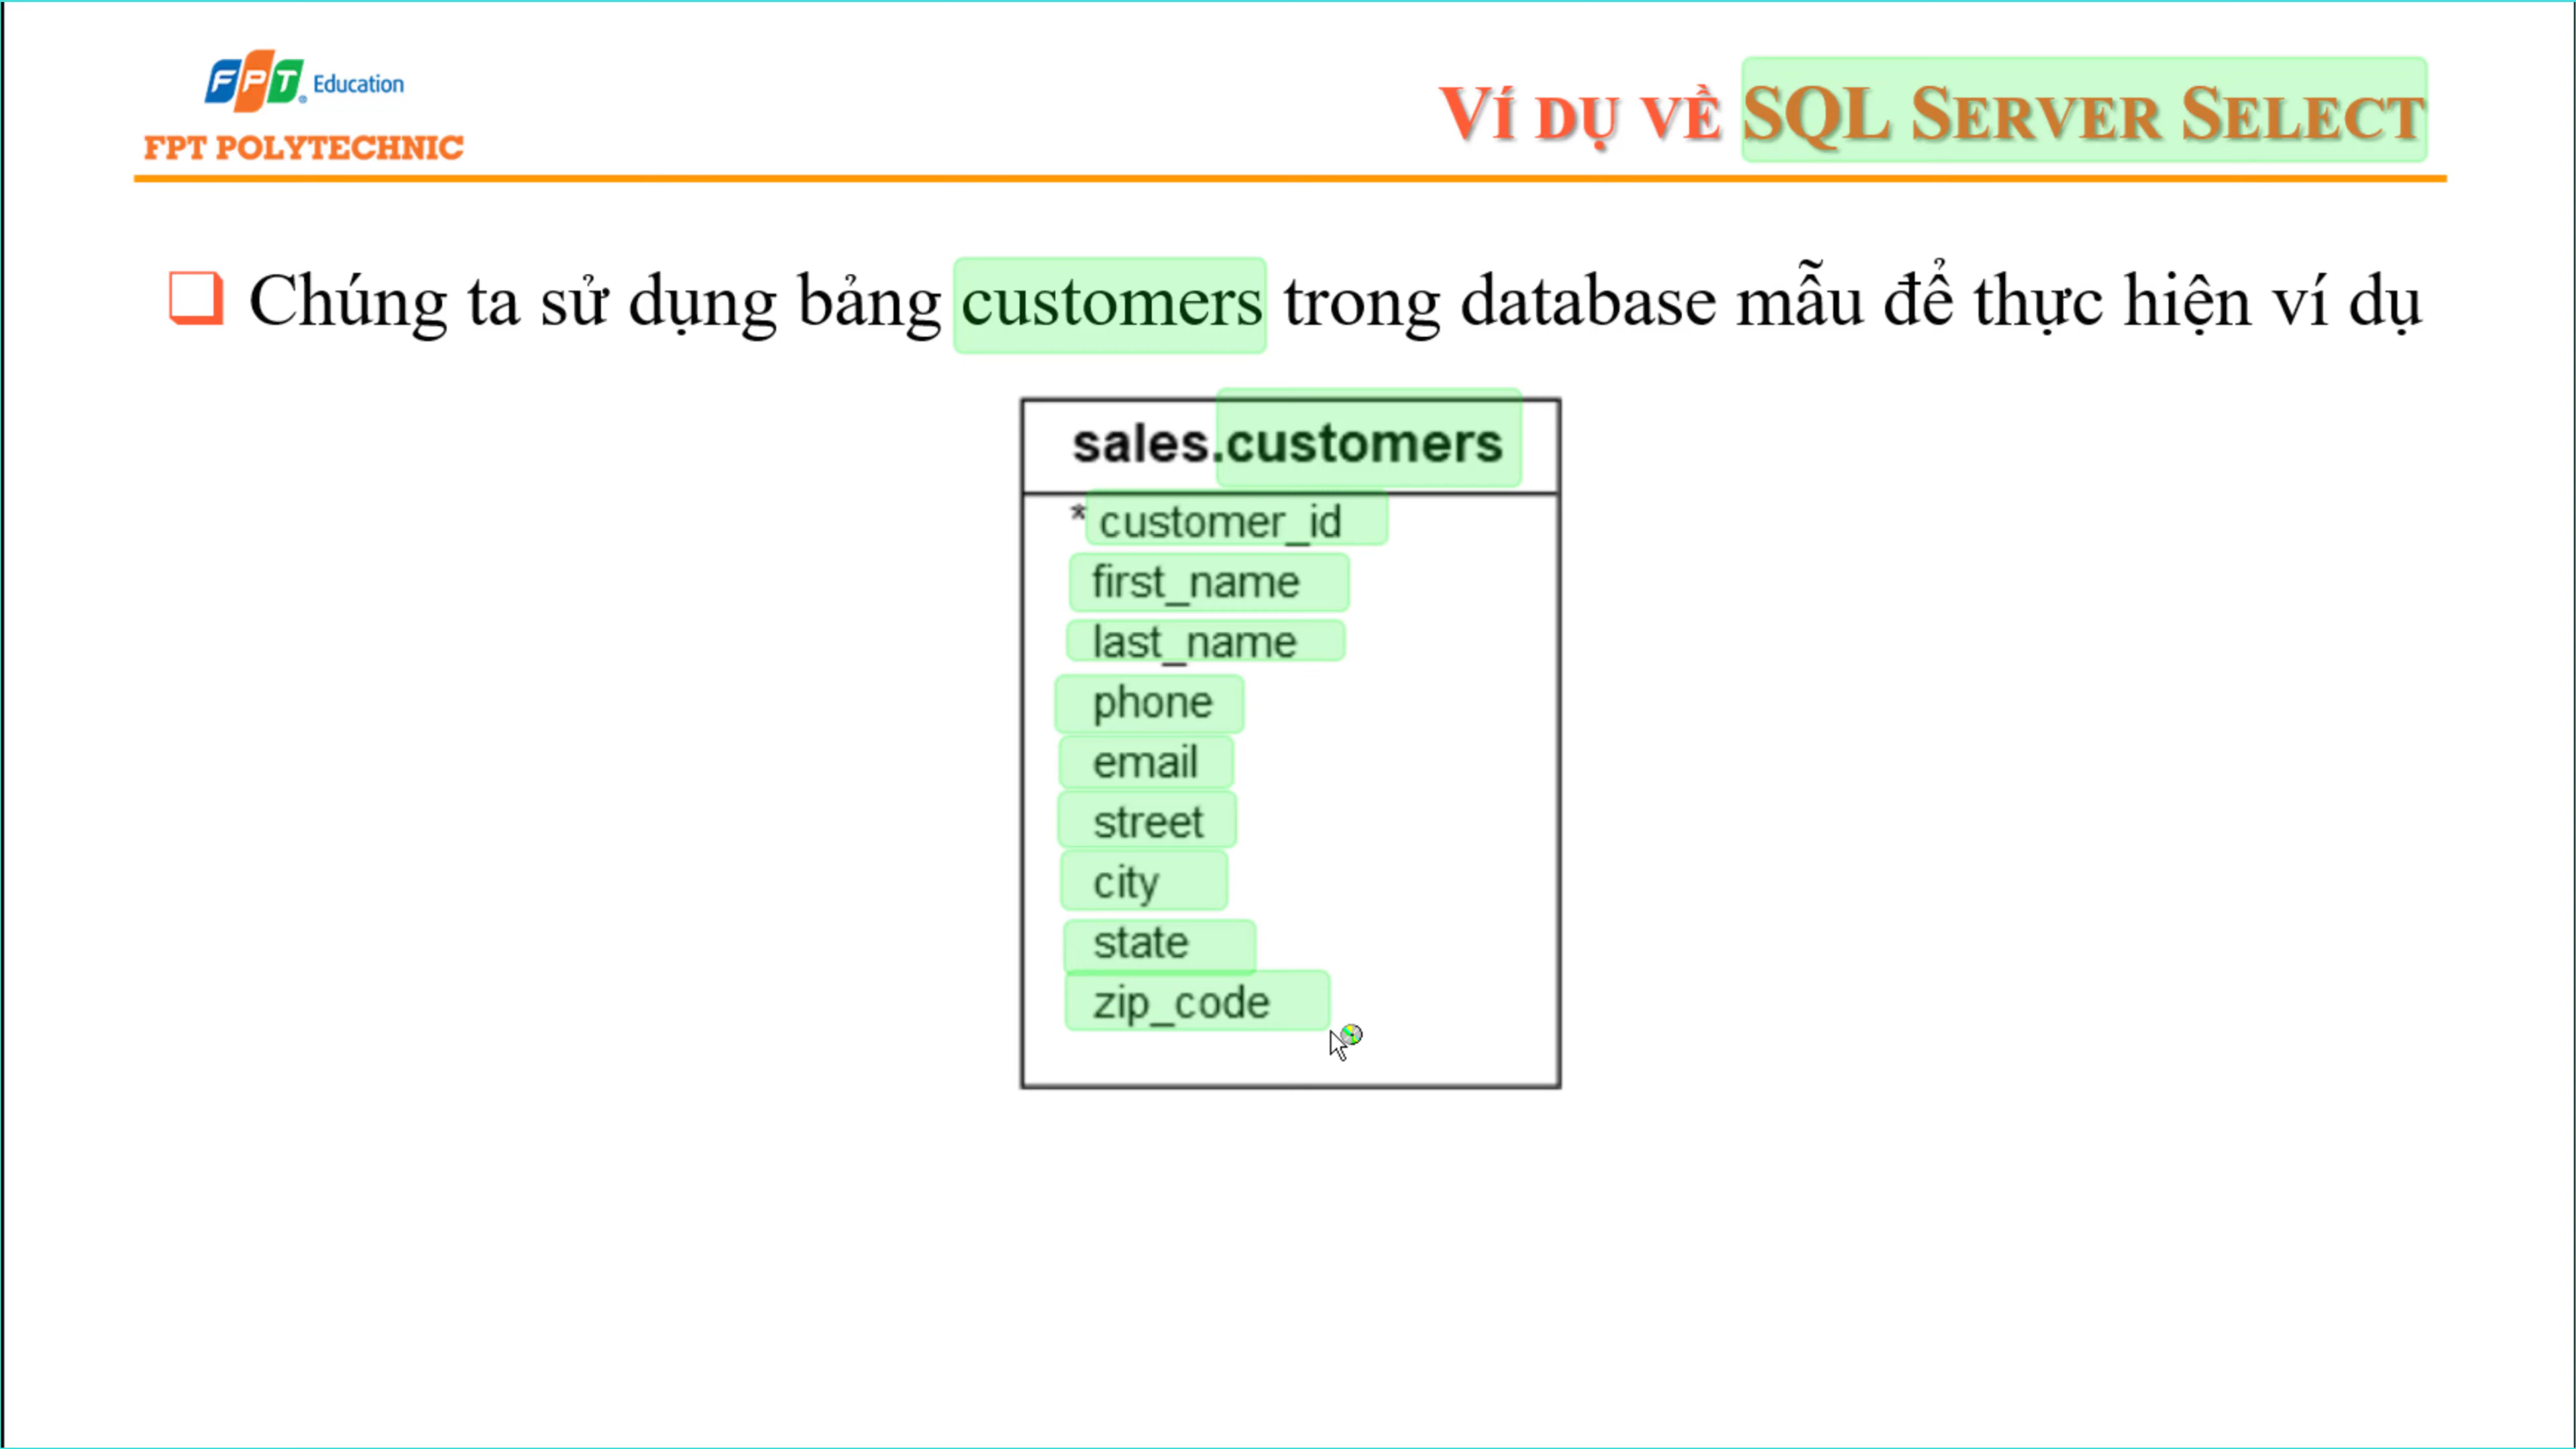 FPT Education
FPT POLYTECHNIC
VÍ DỤ VỀ SQL SERVER SELECT
Chúng ta sử dụng bảng customers trong database mẫu để thực hiện ví dụ
sales.customers
* customer_id
first_name
last_name
phone
email
street
city
state
zip_code